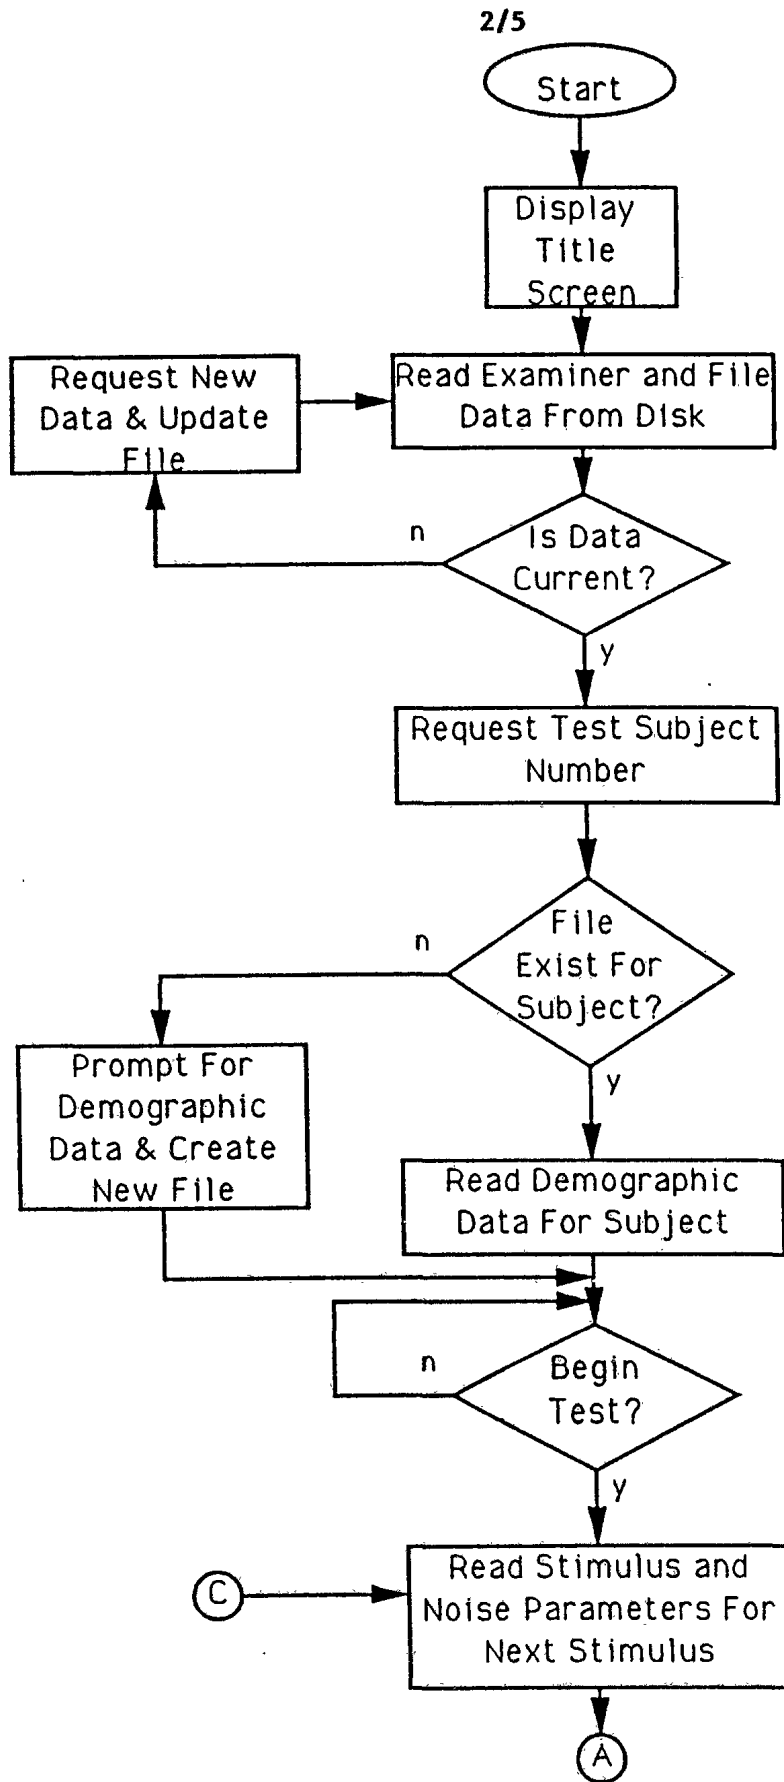 2/5
Start
Display
Title
Screen
Request New
Data & Update
File
Read Examiner and File
Data From Disk
n
Is Data
Current?
y
Request Test Subject
Number
n
File
Exist For
Subject?
y
Prompt For
Demographic
Data & Create
New File
Read Demographic
Data For Subject
n
Begin
Test?
y
C
Read Stimulus and
Noise Parameters For
Next Stimulus
A